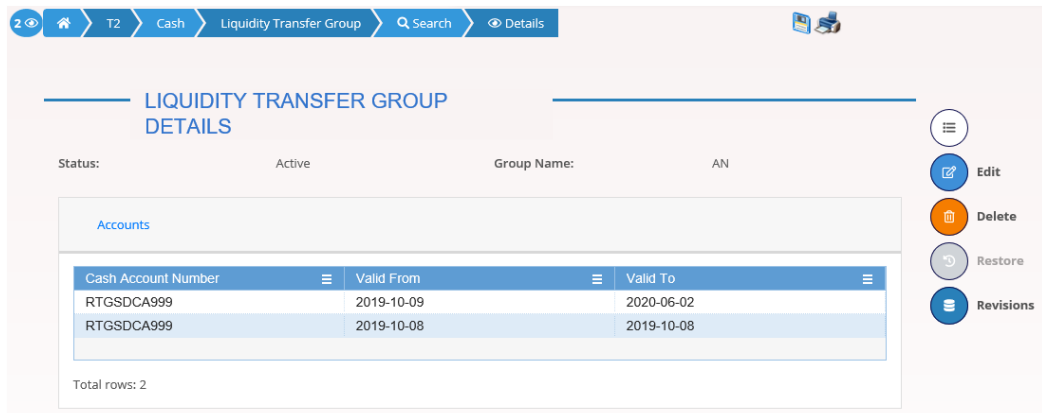 2 T2 Cash Liquidity Transfer Group Search Details
LIQUIDITY TRANSFER GROUP
DETAILS
Status: Active Group Name: AN
Edit
Delete
Restore
Revisions
Accounts
Cash Account Number Valid From Valid To
RTGSDCA999 2019-10-09 2020-06-02
RTGSDCA999 2019-10-08 2019-10-08
Total rows: 2